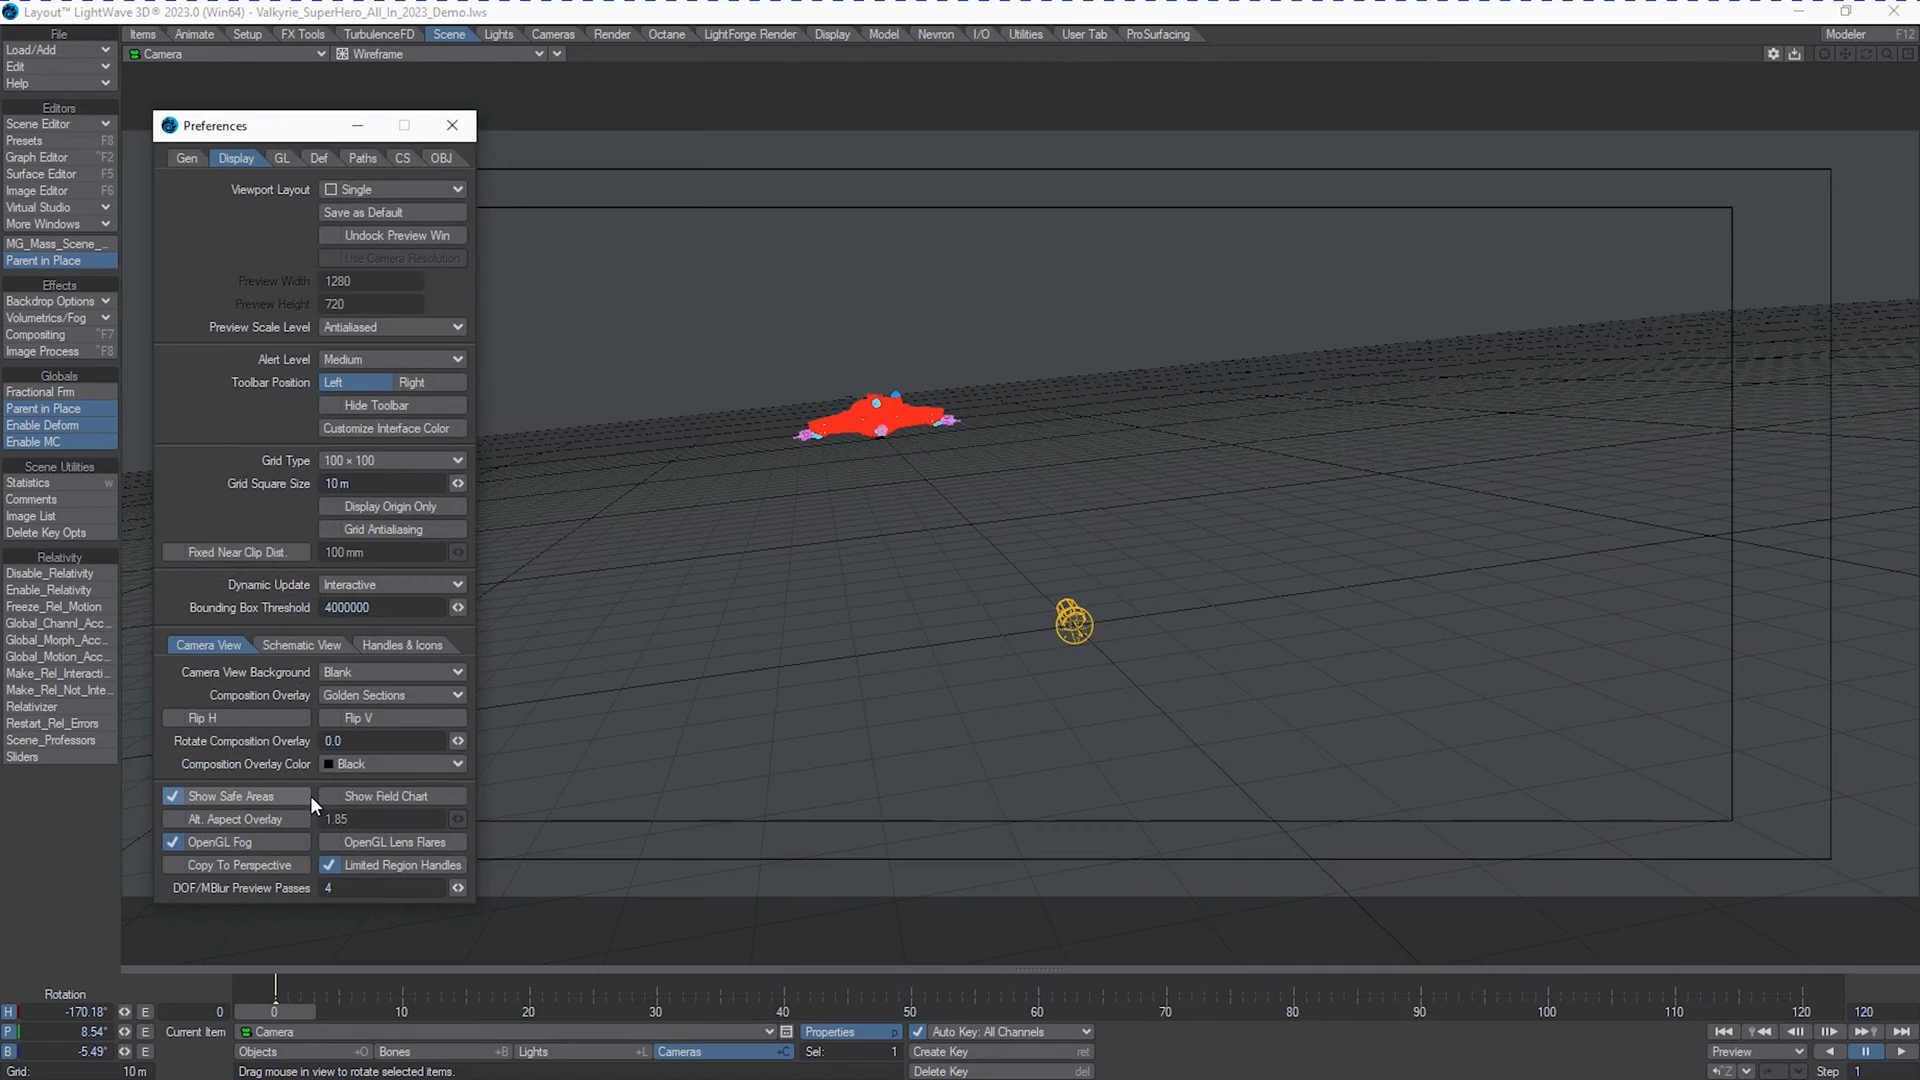 Layout™ LightWave 3D® 2023.0 (Win64) - Valkyrie_SuperHero_All_In_2023_Demo.lws
File
Items Animate Setup FX Tools TurbulenceFD Scene Lights Cameras Render Octane LightForge Render Display Model Nevron I/O Utilities User Tab ProSurfacing Modeler F12
Load/Add
Camera Wireframe
Edit
Help
Editors
Scene Editor
Presets F8
Graph Editor ^F2
Surface Editor F5
Image Editor F6
Virtual Studio
More Windows
MG_Mass_Scene_...
Parent in Place
Effects
Backdrop Options
Volumetrics/Fog
Compositing ^F7
Image Process ^F8
Globals
Fractional Frm
Parent in Place
Enable Deform
Enable MC
Scene Utilities
Statistics w
Comments
Image List
Delete Key Opts
Relativity
Disable_Relativity
Enable_Relativity
Freeze_Rel_Motion
Global_Channl_Acc...
Global_Morph_Acc...
Global_Motion_Acc...
Make_Rel_Interacti...
Make_Rel_Not_Inte...
Relativizer
Restart_Rel_Errors
Scene_Professors
Sliders
Preferences
Gen Display GL Def Paths CS OBJ
Viewport Layout Single
Save as Default
Undock Preview Win
Use Camera Resolution
Preview Width 1280
Preview Height 720
Preview Scale Level Antialiased
Alert Level Medium
Toolbar Position Left Right
Hide Toolbar
Customize Interface Color
Grid Type 100 × 100
Grid Square Size 10 m
Display Origin Only
Grid Antialiasing
Fixed Near Clip Dist. 100 mm
Dynamic Update Interactive
Bounding Box Threshold 4000000
Camera View Schematic View Handles & Icons
Camera View Background Blank
Composition Overlay Golden Sections
Flip H Flip V
Rotate Composition Overlay 0.0
Composition Overlay Color Black
Show Safe Areas Show Field Chart
Alt. Aspect Overlay 1.85
OpenGL Fog OpenGL Lens Flares
Copy To Perspective Limited Region Handles
DOF/MBlur Preview Passes 4
Rotation
H -170.18° E 0 0 10 20 30 40 50 60 70 80 90 100 110 120 120
P 8.54° E Current Item Camera Properties p Auto Key: All Channels
B -5.49° E Objects +O Bones +B Lights +L Cameras +C Sel: 1 Create Key ret Preview
Grid: 10 m Drag mouse in view to rotate selected items. Delete Key del ^Z Step 1